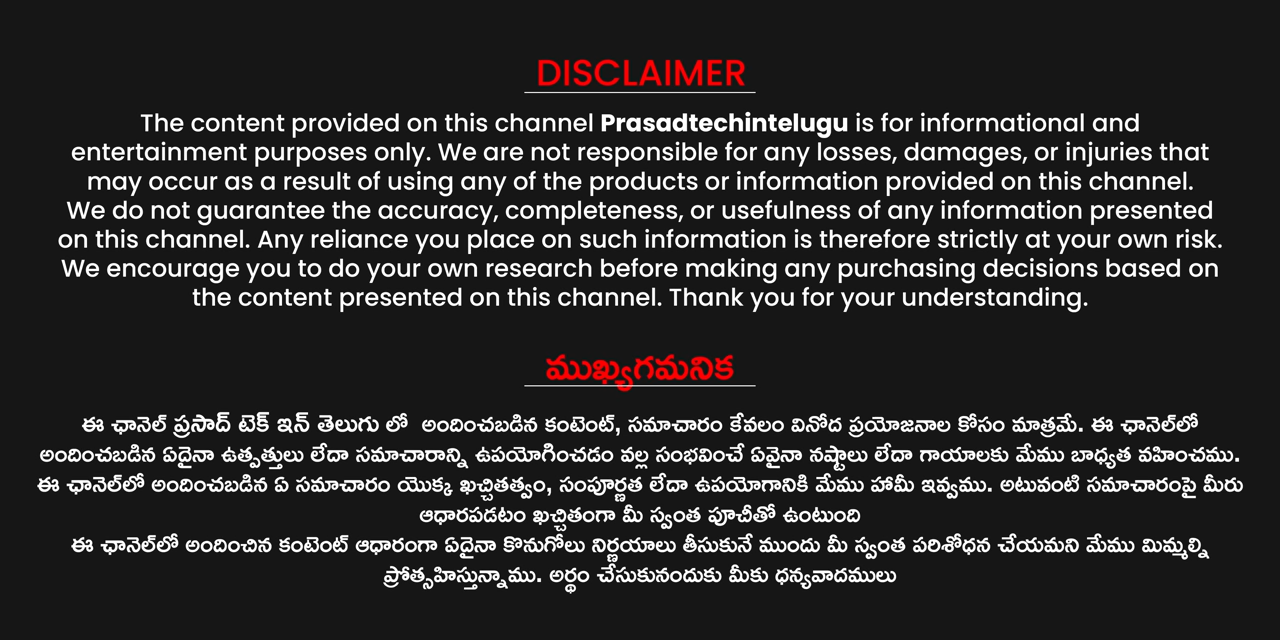 DISCLAIMER
The content provided on this channel Prasadtechintelugu is for informational and
entertainment purposes only. We are not responsible for any losses, damages, or injuries that
may occur as a result of using any of the products or information provided on this channel.
We do not guarantee the accuracy, completeness, or usefulness of any information presented
on this channel. Any reliance you place on such information is therefore strictly at your own risk.
We encourage you to do your own research before making any purchasing decisions based on
the content presented on this channel. Thank you for your understanding.
ముఖ్యగమనిక
ఈ ఛానెల్ ప్రసాద్ టెక్ ఇన్ తెలుగు లో అందించబడిన కంటెంట్, సమాచారం కేవలం వినోద ప్రయోజనాల కోసం మాత్రమే. ఈ ఛానెల్‌లో
అందించబడిన ఏదైనా ఉత్పత్తులు లేదా సమాచారాన్ని ఉపయోగించడం వల్ల సంభవించే ఏవైనా నష్టాలు లేదా గాయాలకు మేము బాధ్యత వహించము.
ఈ ఛానెల్‌లో అందించబడిన ఏ సమాచారం యొక్క ఖచ్చితత్వం, సంపూర్ణత లేదా ఉపయోగానికి మేము హామీ ఇవ్వము. అటువంటి సమాచారంపై మీరు
ఆధారపడటం ఖచ్చితంగా మీ స్వంత పూచీతో ఉంటుంది
ఈ ఛానెల్‌లో అందించిన కంటెంట్ ఆధారంగా ఏదైనా కొనుగోలు నిర్ణయాలు తీసుకునే ముందు మీ స్వంత పరిశోధన చేయమని మేము మిమ్మల్ని
ప్రోత్సహిస్తున్నాము. అర్థం చేసుకునందుకు మీకు ధన్యవాదములు